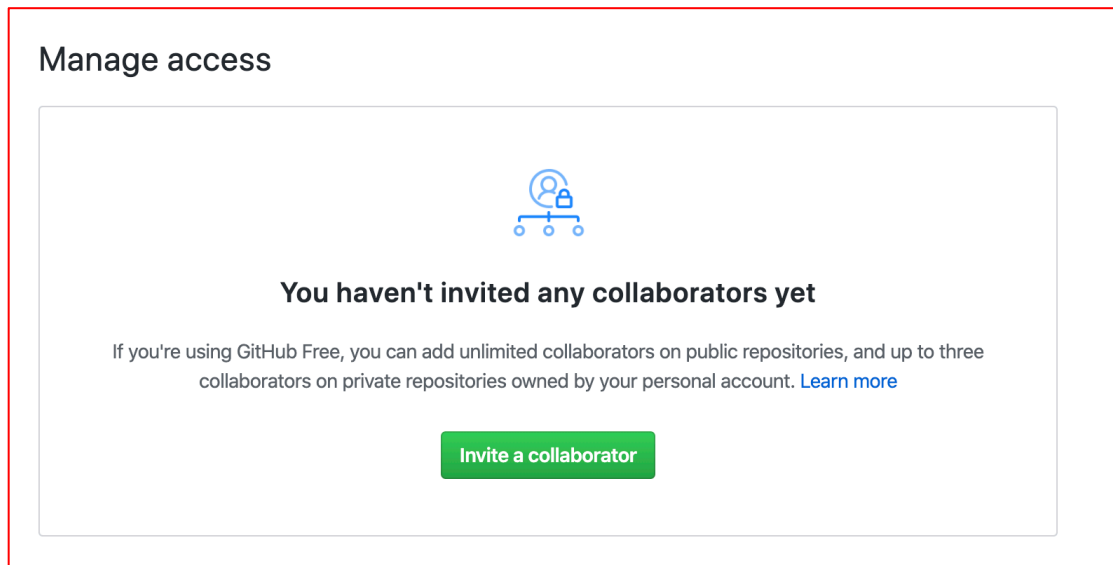 Manage access
You haven't invited any collaborators yet
If you're using GitHub Free, you can add unlimited collaborators on public repositories, and up to three
collaborators on private repositories owned by your personal account. Learn more
Invite a collaborator